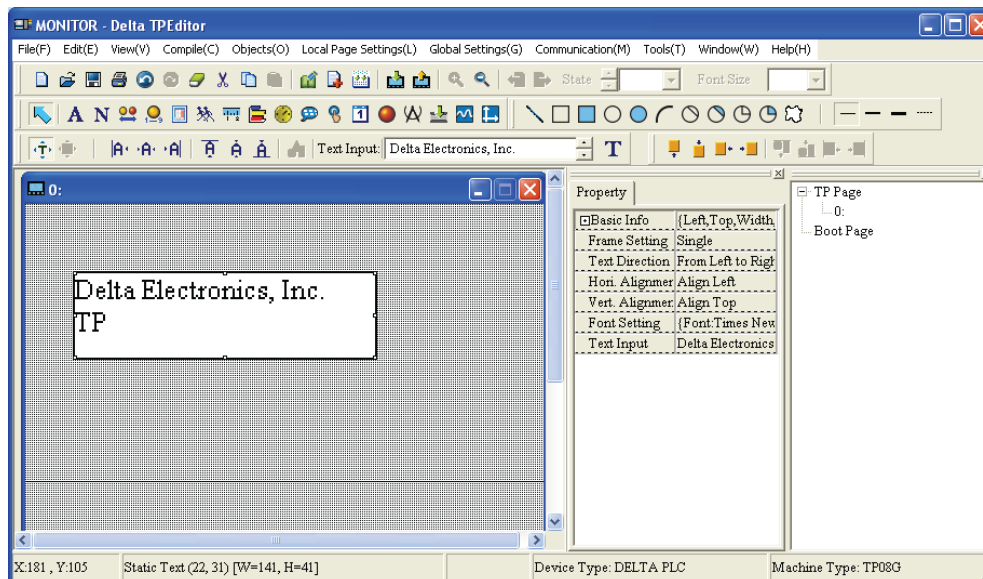 MONITOR - Delta TPEditor
File(F) Edit(E) View(V) Compile(C) Objects(O) Local Page Settings(L) Global Settings(G) Communication(M) Tools(T) Window(W) Help(H)
State Font Size
A N
|A· ·A· ·A| A A A Text Input: Delta Electronics, Inc. T
0:
Delta Electronics, Inc.
TP
Property
Basic Info {Left,Top,Width,
Frame Setting Single
Text Direction From Left to Righ
Hori. Alignmer Align Left
Vert. Alignmer Align Top
Font Setting {Font:Times New
Text Input Delta Electronics
TP Page
0:
Boot Page
X:181 , Y:105 Static Text (22, 31) [W=141, H=41] Device Type: DELTA PLC Machine Type: TP08G